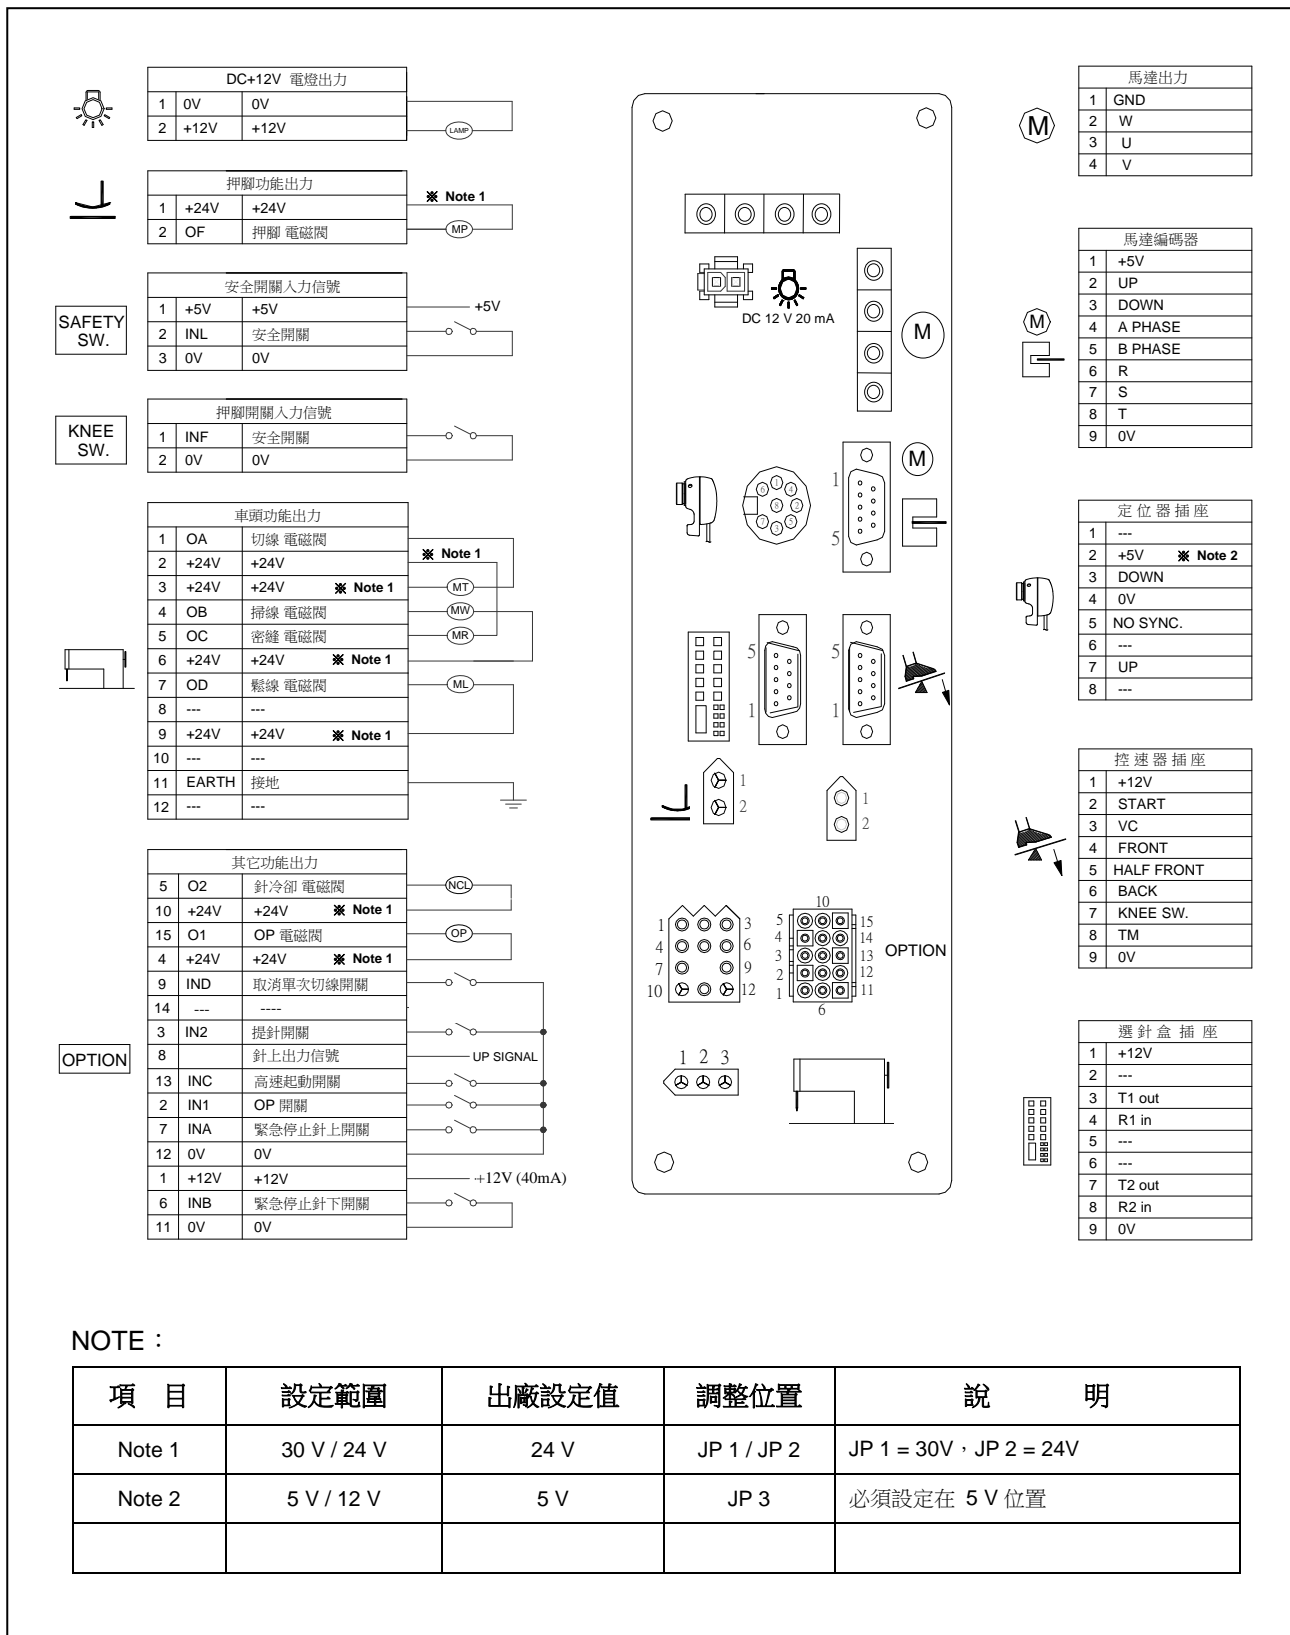 DC+12V 電燈出力
1 0V 0V
2 +12V +12V
LAMP
押腳功能出力
※ Note 1
1 +24V +24V
2 OF 押腳 電磁閥
MP
SAFETY
SW.
安全開關入力信號
1 +5V +5V
+5V
2 INL 安全開關
3 0V 0V
KNEE
SW.
押腳開關入力信號
1 INF 安全開關
2 0V 0V
車頭功能出力
1 OA 切線 電磁閥
※ Note 1
2 +24V +24V
3 +24V +24V ※ Note 1
MT
4 OB 掃線 電磁閥
MW
5 OC 密縫 電磁閥
MR
6 +24V +24V ※ Note 1
7 OD 鬆線 電磁閥
ML
8 --- ---
9 +24V +24V ※ Note 1
10 --- ---
11 EARTH 接地
12 --- ---
OPTION
其它功能出力
5 O2 針冷卻 電磁閥
NCL
10 +24V +24V ※ Note 1
15 O1 OP 電磁閥
OP
4 +24V +24V ※ Note 1
9 IND 取消單次切線開關
14 --- ----
3 IN2 提針開關
8 針上出力信號
UP SIGNAL
13 INC 高速起動開關
2 IN1 OP 開關
7 INA 緊急停止針上開關
12 0V 0V
1 +12V +12V
+12V (40mA)
6 INB 緊急停止針下開關
11 0V 0V
DC 12 V 20 mA
M
M
1
5
6 1 4
8 2
7 3 5
5
1
5
1
1
2
1
2
1 3
4 6
7 9
10 12
10
5 15
4 14
3 13
2 12
1 11
6
OPTION
1 2 3
M
馬達出力
1 GND
2 W
3 U
4 V
M
馬達編碼器
1 +5V
2 UP
3 DOWN
4 A PHASE
5 B PHASE
6 R
7 S
8 T
9 0V
定位器插座
1 ---
2 +5V ※ Note 2
3 DOWN
4 0V
5 NO SYNC.
6 ---
7 UP
8 ---
控速器插座
1 +12V
2 START
3 VC
4 FRONT
5 HALF FRONT
6 BACK
7 KNEE SW.
8 TM
9 0V
選針盒插座
1 +12V
2 ---
3 T1 out
4 R1 in
5 ---
6 ---
7 T2 out
8 R2 in
9 0V
NOTE：
項 目 設定範圍 出廠設定值 調整位置 說 明
Note 1 30 V / 24 V 24 V JP 1 / JP 2 JP 1 = 30V，JP 2 = 24V
Note 2 5 V / 12 V 5 V JP 3 必須設定在 5 V 位置